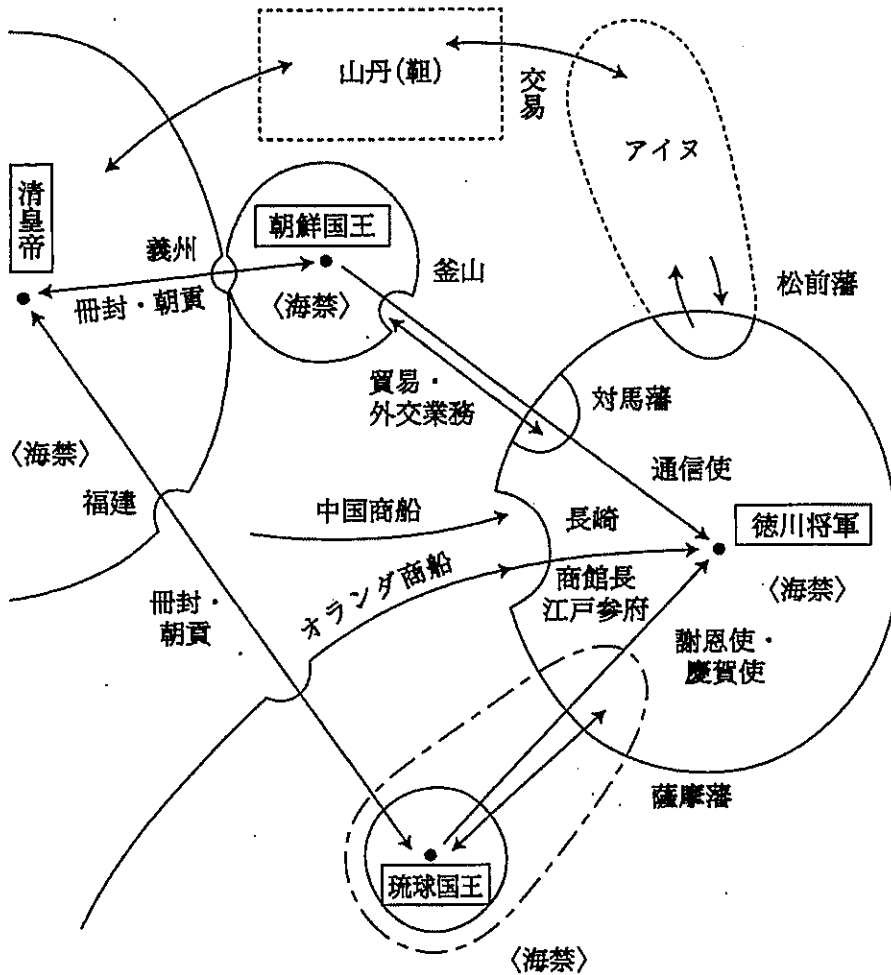 山丹(靼)
交易
アイヌ
清皇帝
義州
朝鮮国王
釜山
松前藩
冊封・朝貢
〈海禁〉
貿易・
外交業務
対馬藩
〈海禁〉
福建
通信使
中国商船
長崎
徳川将軍
オランダ商船
商館長
江戸参府
〈海禁〉
冊封・
朝貢
謝恩使・
慶賀使
薩摩藩
琉球国王
〈海禁〉